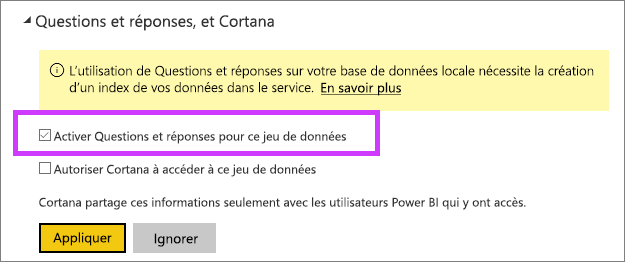 Questions et réponses, et Cortana
L'utilisation de Questions et réponses sur votre base de données locale nécessite la création
d'un index de vos données dans le service. En savoir plus
Activer Questions et réponses pour ce jeu de données
Autoriser Cortana à accéder à ce jeu de données
Cortana partage ces informations seulement avec les utilisateurs Power BI qui y ont accès.
Appliquer Ignorer